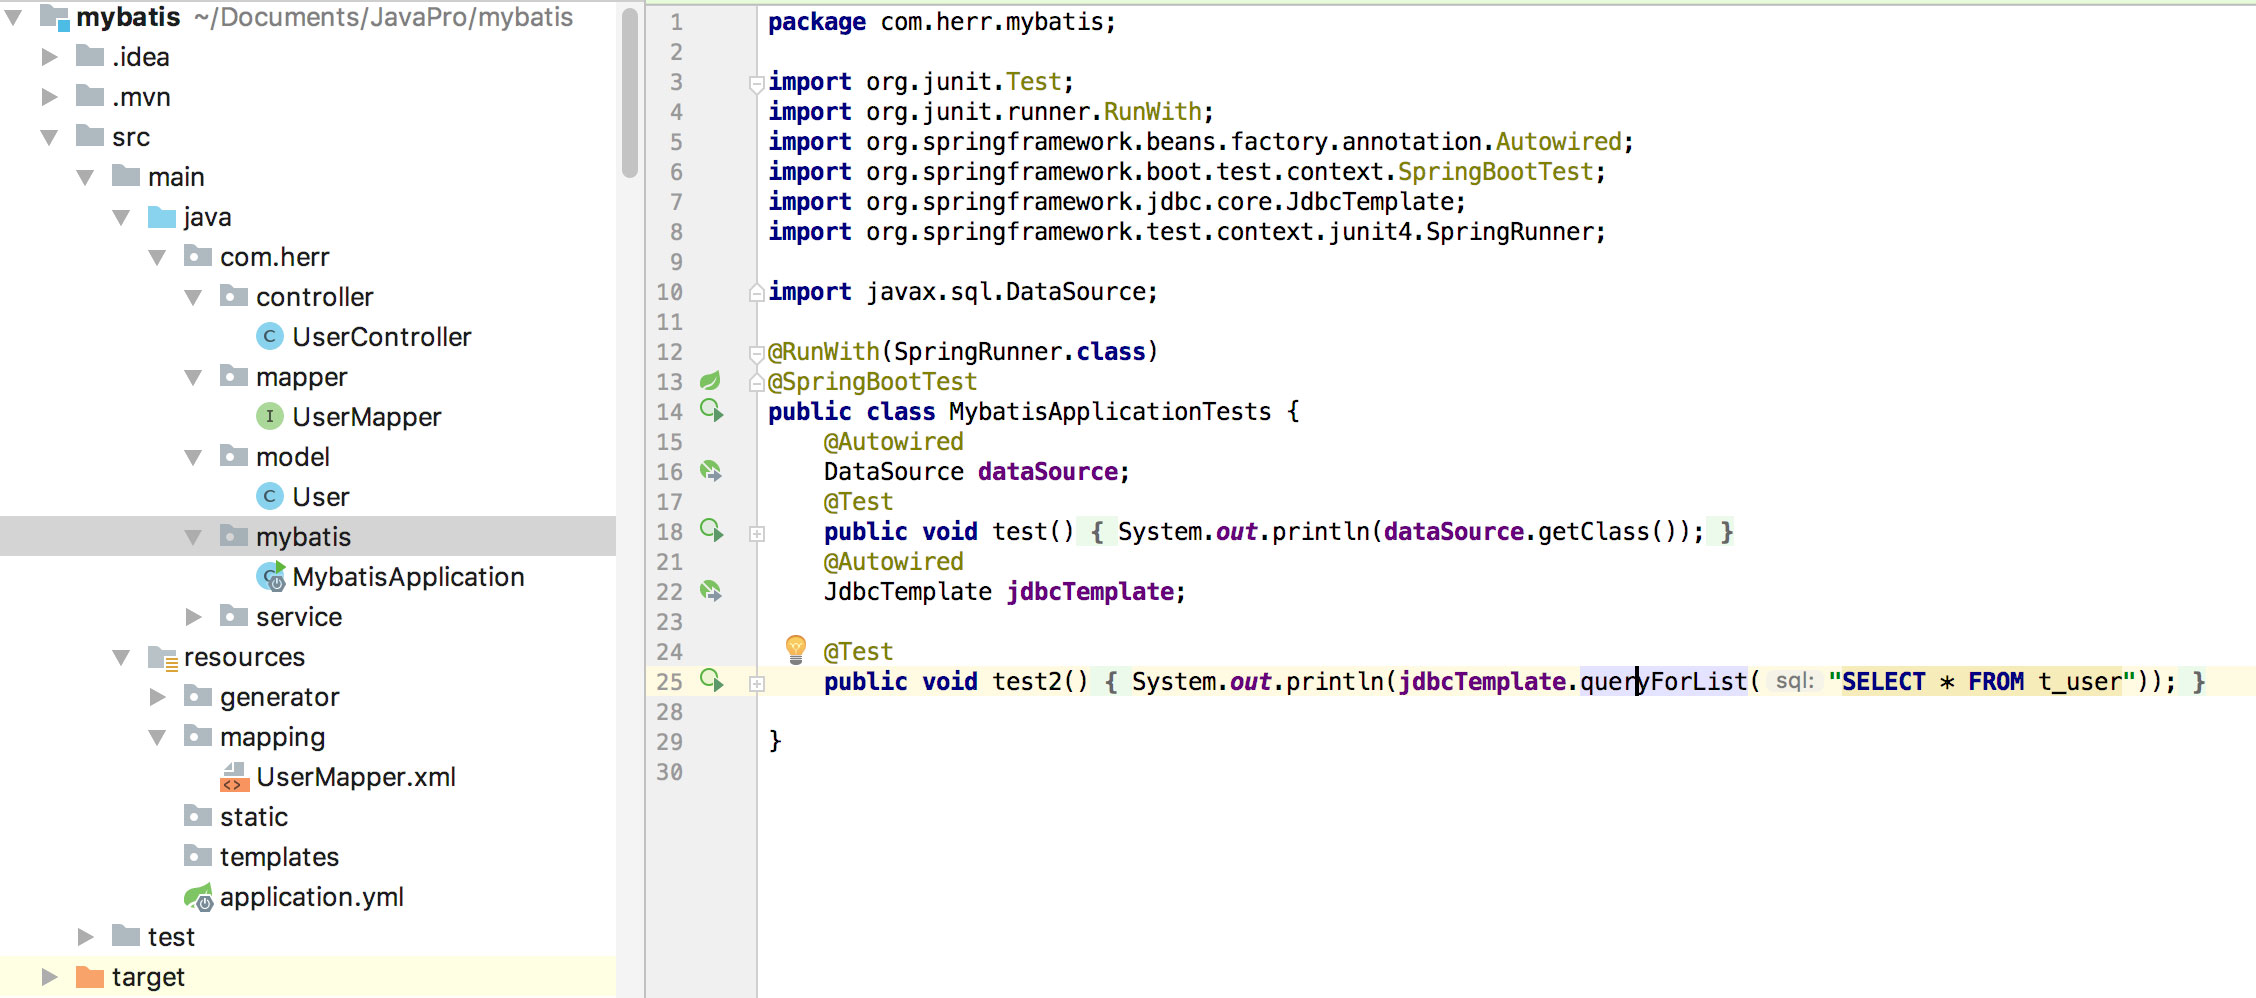 mybatis ~/Documents/JavaPro/mybatis
.idea
.mvn
src
main
java
com.herr
controller
C UserController
mapper
I UserMapper
model
C User
mybatis
C MybatisApplication
service
resources
generator
mapping
<> UserMapper.xml
static
templates
application.yml
test
target
1 package com.herr.mybatis;
2
3 import org.junit.Test;
4 import org.junit.runner.RunWith;
5 import org.springframework.beans.factory.annotation.Autowired;
6 import org.springframework.boot.test.context.SpringBootTest;
7 import org.springframework.jdbc.core.JdbcTemplate;
8 import org.springframework.test.context.junit4.SpringRunner;
9
10 import javax.sql.DataSource;
11
12 @RunWith(SpringRunner.class)
13 @SpringBootTest
14 public class MybatisApplicationTests {
15 @Autowired
16 DataSource dataSource;
17 @Test
18 public void test() { System.out.println(dataSource.getClass()); }
21 @Autowired
22 JdbcTemplate jdbcTemplate;
23
24 @Test
25 public void test2() { System.out.println(jdbcTemplate.queryForList( sql: "SELECT * FROM t_user")); }
28
29 }
30